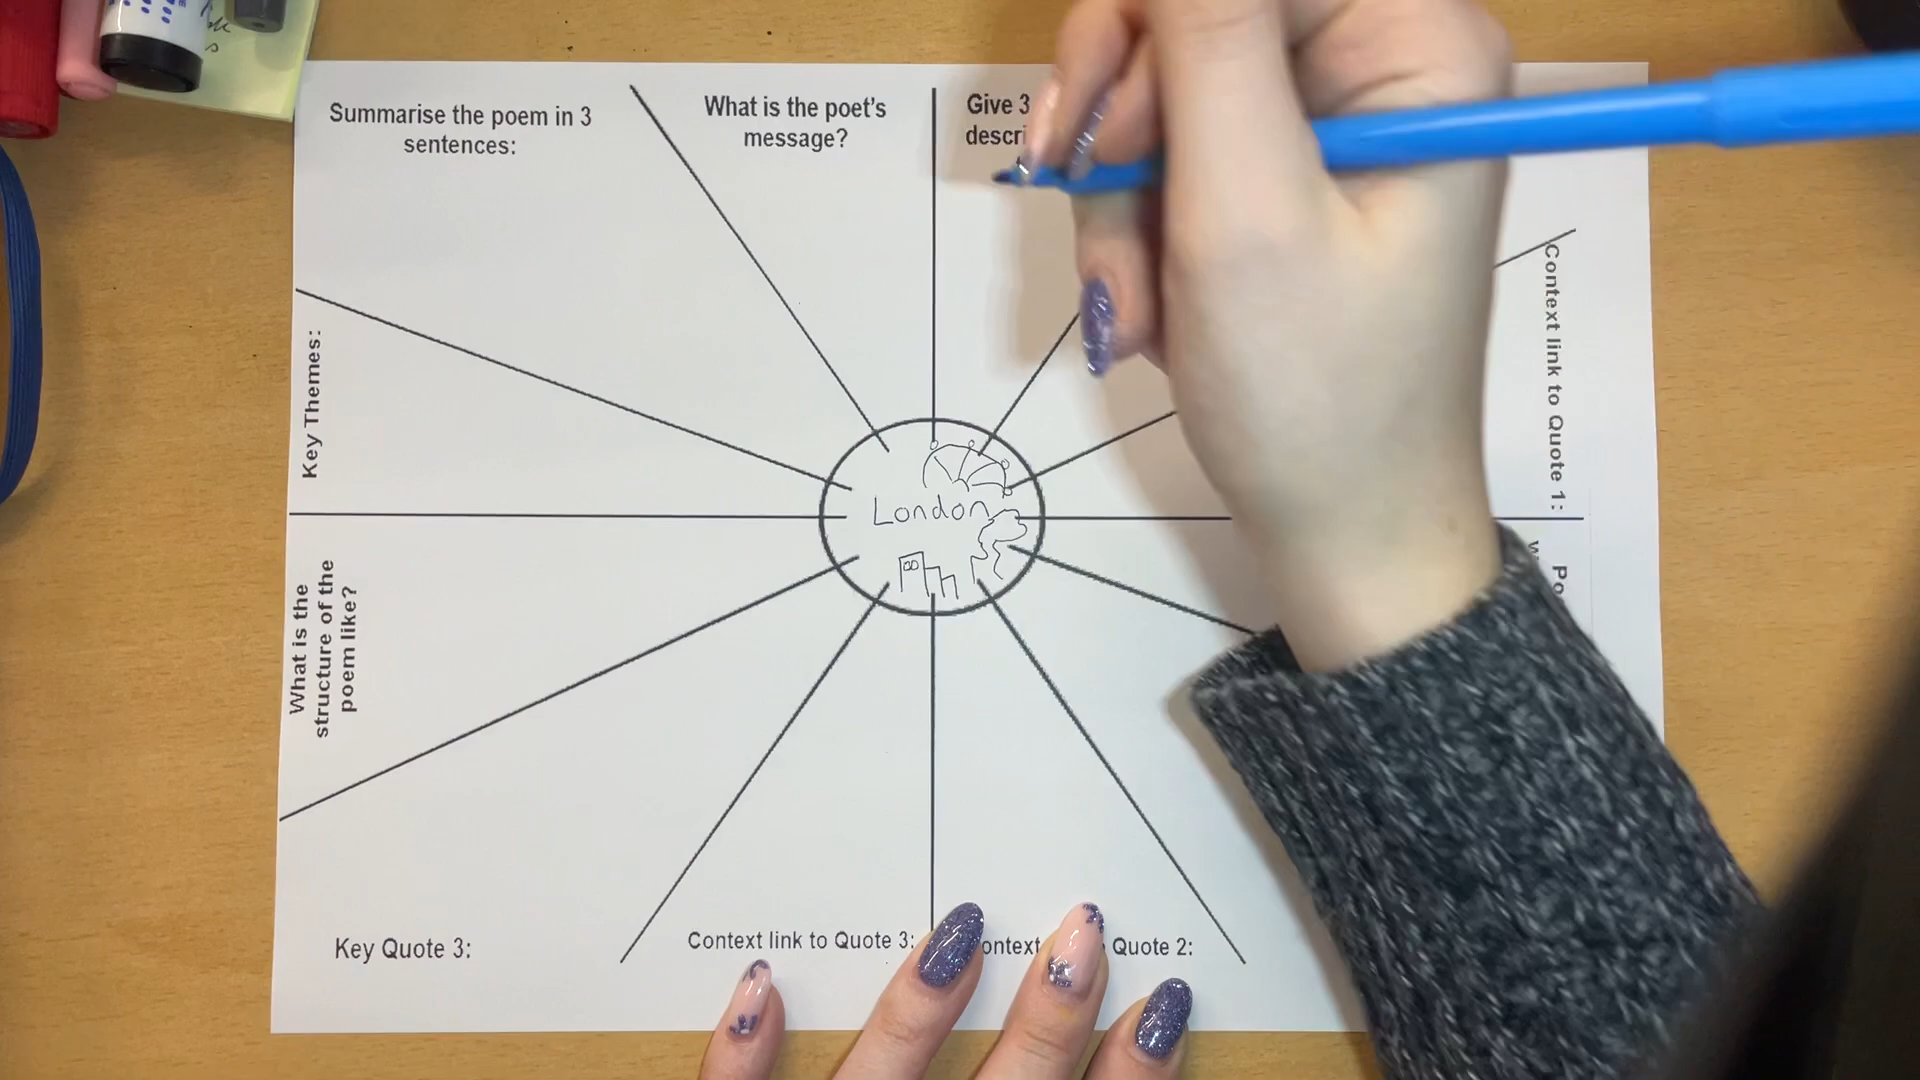 Summarise the poem in 3
sentences:
What is the poet's
message?
Give 3
Key Themes:
Context link to Quote 1:
London
What is the
structure of the
poem like?
Key Quote 3:
Context link to Quote 3:
Quote 2: